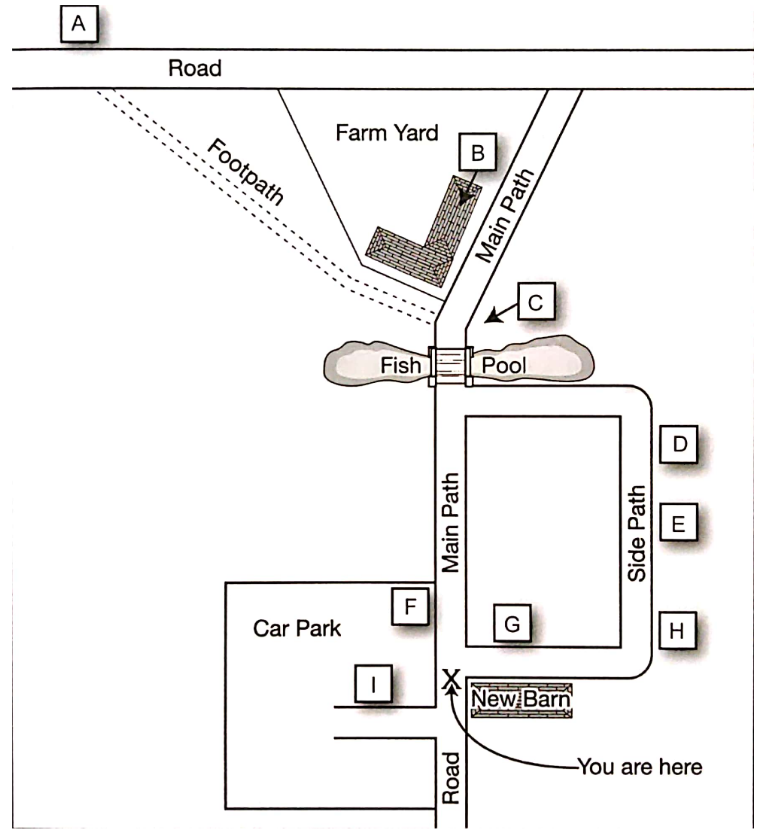 A
Road
Farm Yard
B
Footpath
Main Path
C
Fish
Pool
D
Main Path
Side Path
E
F
Car Park
G
H
I
X
New Barn
You are here
Road